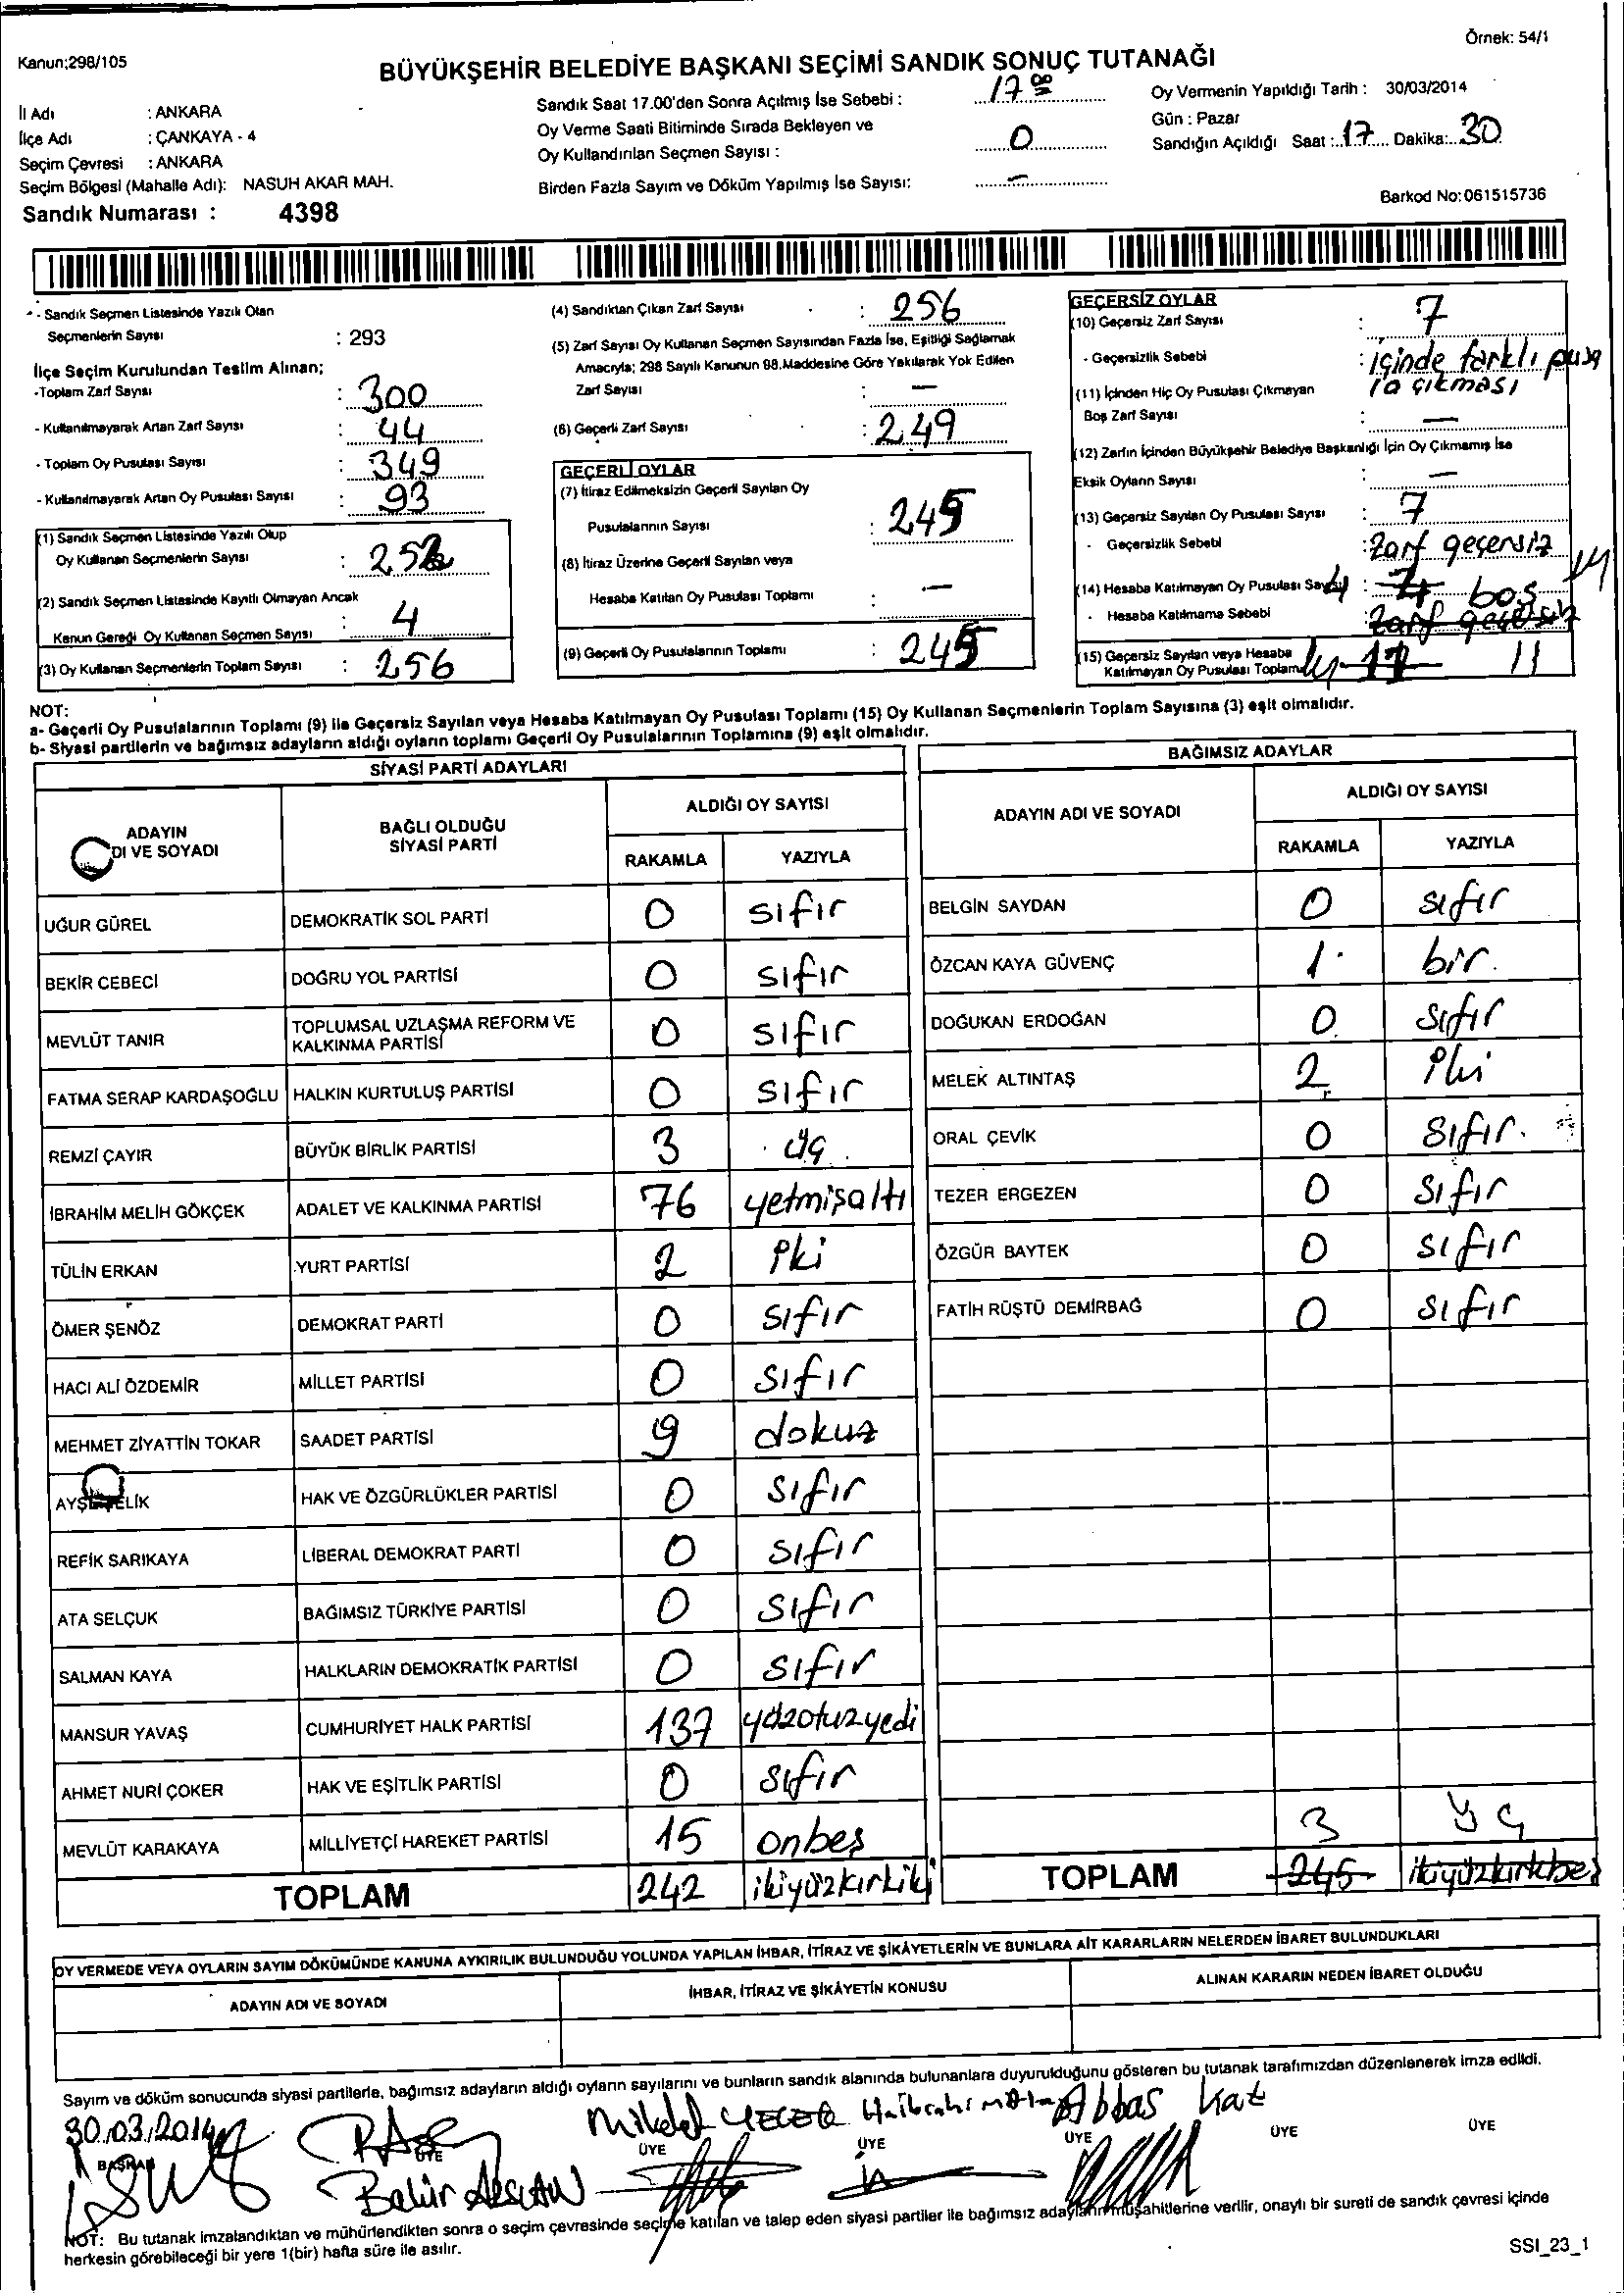 Örnek: 54/1
Kanun;298/105
BÜYÜKŞEHİR BELEDİYE BAŞKANI SEÇİMİ SANDIK SONUÇ TUTANAĞI
İl Adı : ANKARA
İlçe Adı : ÇANKAYA - 4
Seçim Çevresi : ANKARA
Seçim Bölgesi (Mahalle Adı): NASUH AKAR MAH.
Sandık Numarası : 4398
Sandık Saat 17.00'den Sonra Açılmış İse Sebebi : 17 00
Oy Verme Saati Bitiminde Sırada Bekleyen ve
Oy Kullandırılan Seçmen Sayısı : 0
Birden Fazla Sayım ve Döküm Yapılmış İse Sayısı: —
Oy Vermenin Yapıldığı Tarih : 30/03/2014
Gün : Pazar
Sandığın Açıldığı Saat : 17 Dakika: 30
Barkod No:061515736
- Sandık Seçmen Listesinde Yazılı Olan
Seçmenlerin Sayısı : 293
İlçe Seçim Kurulundan Teslim Alınan;
-Toplam Zarf Sayısı : 300
- Kullanılmayarak Artan Zarf Sayısı : 44
- Toplam Oy Pusulası Sayısı : 349
- Kullanılmayarak Artan Oy Pusulası Sayısı : 93
(1) Sandık Seçmen Listesinde Yazılı Olup
Oy Kullanan Seçmenlerin Sayısı : 252
(2) Sandık Seçmen Listesinde Kayıtlı Olmayan Ancak
Kanun Gereği Oy Kullanan Seçmen Sayısı : 4
(3) Oy Kullanan Seçmenlerin Toplam Sayısı : 256
(4) Sandıktan Çıkan Zarf Sayısı : 256
(5) Zarf Sayısı Oy Kullanan Seçmen Sayısından Fazla İse, Eşitliği Sağlamak
Amacıyla; 298 Sayılı Kanunun 98.Maddesine Göre Yakılarak Yok Edilen
Zarf Sayısı : —
(6) Geçerli Zarf Sayısı : 249
GEÇERLİ OYLAR
(7) İtiraz Edilmeksizin Geçerli Sayılan Oy
Pusulalarının Sayısı : 245
(8) İtiraz Üzerine Geçerli Sayılan veya
Hesaba Katılan Oy Pusulası Toplamı : —
(9) Geçerli Oy Pusulalarının Toplamı : 245
GEÇERSİZ OYLAR
(10) Geçersiz Zarf Sayısı : 7
- Geçersizlik Sebebi : içinde farklı pusu
la çıkması
(11) İçinden Hiç Oy Pusulası Çıkmayan
Boş Zarf Sayısı : —
(12) Zarfın İçinden Büyükşehir Belediye Başkanlığı İçin Oy Çıkmamış İse
Eksik Oyların Sayısı : —
(13) Geçersiz Sayılan Oy Pusulası Sayısı : 7
- Geçersizlik Sebebi : Zarf geçersiz
(14) Hesaba Katılmayan Oy Pusulası Sayısı : 4 boş
- Hesaba Katılmama Sebebi Zarf geçersiz
(15) Geçersiz Sayılan veya Hesaba
Katılmayan Oy Pusulası Toplamı 11
NOT:
a- Geçerli Oy Pusulalarının Toplamı (9) ile Geçersiz Sayılan veya Hesaba Katılmayan Oy Pusulası Toplamı (15) Oy Kullanan Seçmenlerin Toplam Sayısına (3) eşit olmalıdır.
b- Siyasi partilerin ve bağımsız adayların aldığı oyların toplamı Geçerli Oy Pusulalarının Toplamına (9) eşit olmalıdır.
SİYASİ PARTİ ADAYLARI
ADAYIN
DI VE SOYADI
BAĞLI OLDUĞU
SİYASİ PARTİ
ALDIĞI OY SAYISI
RAKAMLA YAZIYLA
UĞUR GÜREL DEMOKRATİK SOL PARTİ 0 sıfır
BEKİR CEBECİ DOĞRU YOL PARTİSİ 0 sıfır
MEVLÜT TANIR TOPLUMSAL UZLAŞMA REFORM VE
KALKINMA PARTİSİ 0 sıfır
FATMA SERAP KARDAŞOĞLU HALKIN KURTULUŞ PARTİSİ 0 sıfır
REMZİ ÇAYIR BÜYÜK BİRLİK PARTİSİ 3 üç
İBRAHİM MELİH GÖKÇEK ADALET VE KALKINMA PARTİSİ 76 yetmişaltı
TÜLİN ERKAN YURT PARTİSİ 2 iki
ÖMER ŞENÖZ DEMOKRAT PARTİ 0 sıfır
HACI ALİ ÖZDEMİR MİLLET PARTİSİ 0 sıfır
MEHMET ZİYATTİN TOKAR SAADET PARTİSİ 9 dokuz
AYŞE ÇELİK HAK VE ÖZGÜRLÜKLER PARTİSİ 0 sıfır
REFİK SARIKAYA LİBERAL DEMOKRAT PARTİ 0 sıfır
ATA SELÇUK BAĞIMSIZ TÜRKİYE PARTİSİ 0 sıfır
SALMAN KAYA HALKLARIN DEMOKRATİK PARTİSİ 0 sıfır
MANSUR YAVAŞ CUMHURİYET HALK PARTİSİ 137 yüzotuzyedi
AHMET NURİ ÇOKER HAK VE EŞİTLİK PARTİSİ 0 sıfır
MEVLÜT KARAKAYA MİLLİYETÇİ HAREKET PARTİSİ 15 onbeş
TOPLAM 242 ikiyüzkırkiki
BAĞIMSIZ ADAYLAR
ADAYIN ADI VE SOYADI
ALDIĞI OY SAYISI
RAKAMLA YAZIYLA
BELGİN SAYDAN 0 sıfır
ÖZCAN KAYA GÜVENÇ 1 bir
DOĞUKAN ERDOĞAN 0 sıfır
MELEK ALTINTAŞ 2 iki
ORAL ÇEVİK 0 sıfır
TEZER ERGEZEN 0 sıfır
ÖZGÜR BAYTEK 0 sıfır
FATİH RÜŞTÜ DEMİRBAĞ 0 sıfır
3 üç
TOPLAM 245 ikiyüzkırkbeş
OY VERMEDE VEYA OYLARIN SAYIM DÖKÜMÜNDE KANUNA AYKIRILIK BULUNDUĞU YOLUNDA YAPILAN İHBAR, İTİRAZ VE ŞİKÂYETLERİN VE BUNLARA AİT KARARLARIN NELERDEN İBARET BULUNDUKLARI
ADAYIN ADI VE SOYADI İHBAR, İTİRAZ VE ŞİKÂYETİN KONUSU ALINAN KARARIN NEDEN İBARET OLDUĞU
Sayım ve döküm sonucunda siyasi partilerle, bağımsız adayların aldığı oyların sayılarını ve bunların sandık alanında bulunanlara duyurulduğunu gösteren bu tutanak tarafımızdan düzenlenerek imza edildi.
30.03.2014
Abbas Kaz
BAŞKAN ÜYE ÜYE ÜYE ÜYE ÜYE ÜYE
NOT: Bu tutanak imzalandıktan ve mühürlendikten sonra o seçim çevresinde seçime katılan ve talep eden siyasi partiler ile bağımsız adayların müşahitlerine verilir, onaylı bir sureti de sandık çevresi içinde
herkesin görebileceği bir yere 1(bir) hafta süre ile asılır.
SSI_23_1